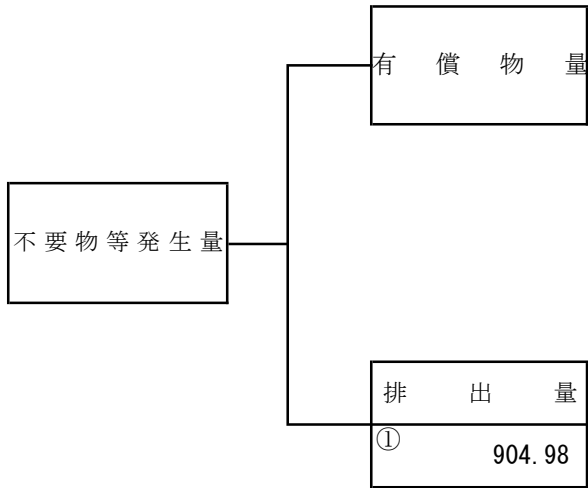 有償物量
不要物等発生量
排出量
①
904.98